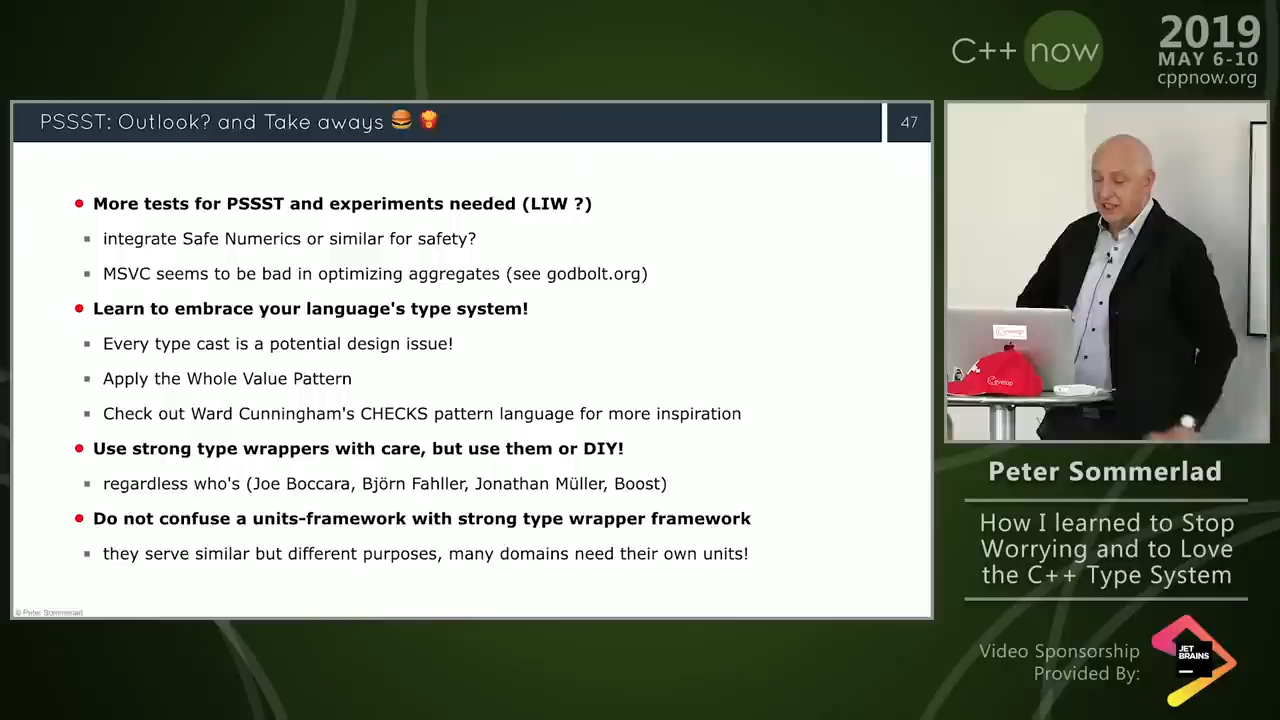 C++ now
2019
MAY 6-10
cppnow.org
PSSST: Outlook? and Take aways 🍔 🍟
47
More tests for PSSST and experiments needed (LIW ?)
integrate Safe Numerics or similar for safety?
MSVC seems to be bad in optimizing aggregates (see godbolt.org)
Learn to embrace your language's type system!
Every type cast is a potential design issue!
Apply the Whole Value Pattern
Check out Ward Cunningham's CHECKS pattern language for more inspiration
Use strong type wrappers with care, but use them or DIY!
regardless who's (Joe Boccara, Björn Fahller, Jonathan Müller, Boost)
Do not confuse a units-framework with strong type wrapper framework
they serve similar but different purposes, many domains need their own units!
© Peter Sommerlad
Peter Sommerlad
How I learned to Stop
Worrying and to Love
the C++ Type System
Video Sponsorship
Provided By:
JET
BRAINS